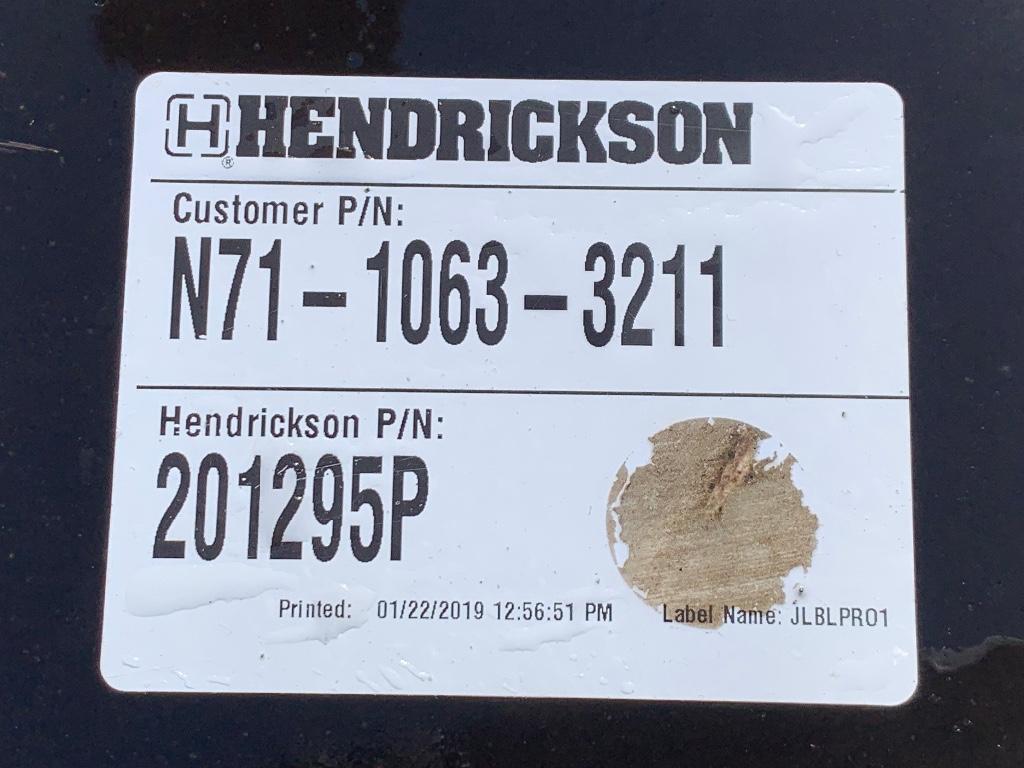 H® HENDRICKSON
Customer P/N:
N71-1063-3211
Hendrickson P/N:
201295P
Printed: 01/22/2019 12:56:51 PM Label Name: JLBLPRO1